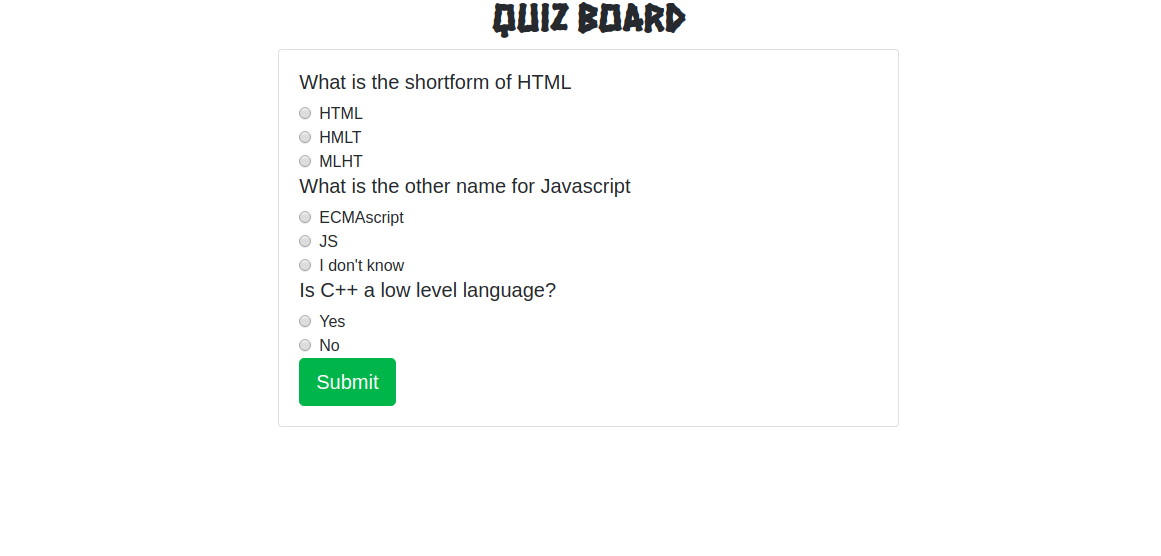 QUIZ BOARD
What is the shortform of HTML
HTML
HMLT
MLHT
What is the other name for Javascript
ECMAscript
JS
I don't know
Is C++ a low level language?
Yes
No
Submit